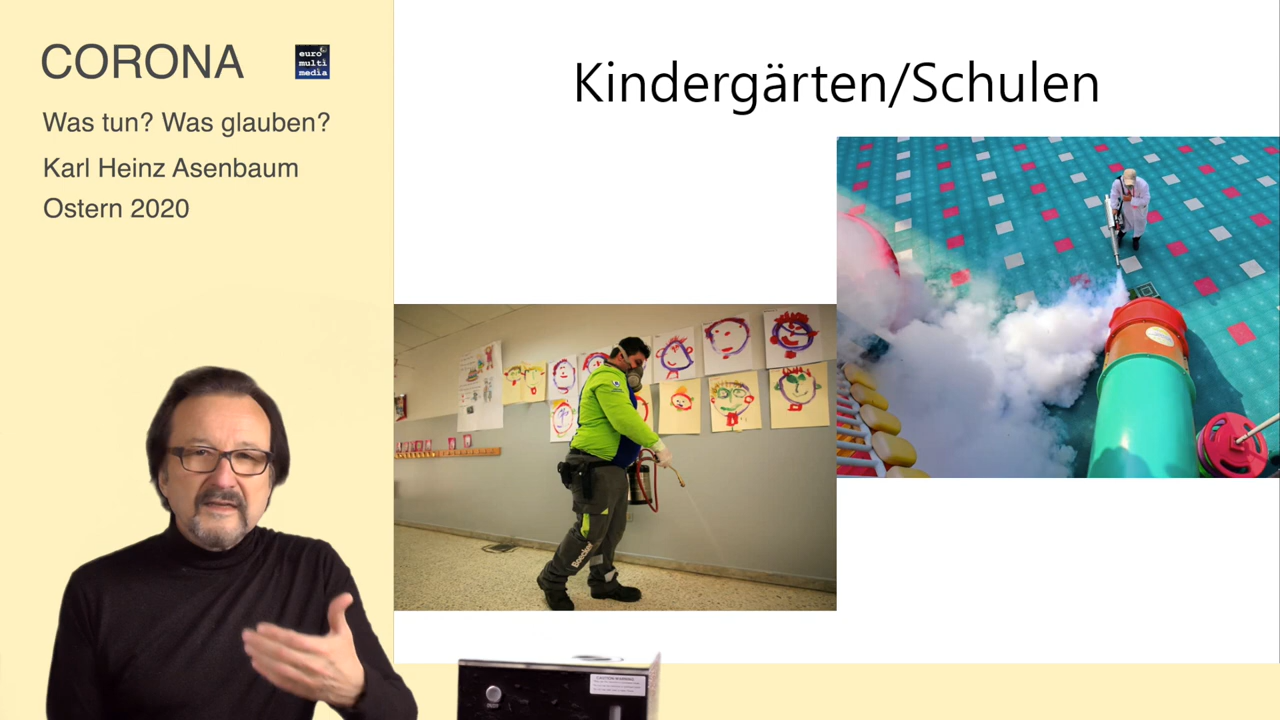 CORONA
euro
multi
media
Was tun? Was glauben?
Karl Heinz Asenbaum
Ostern 2020
Kindergärten/Schulen